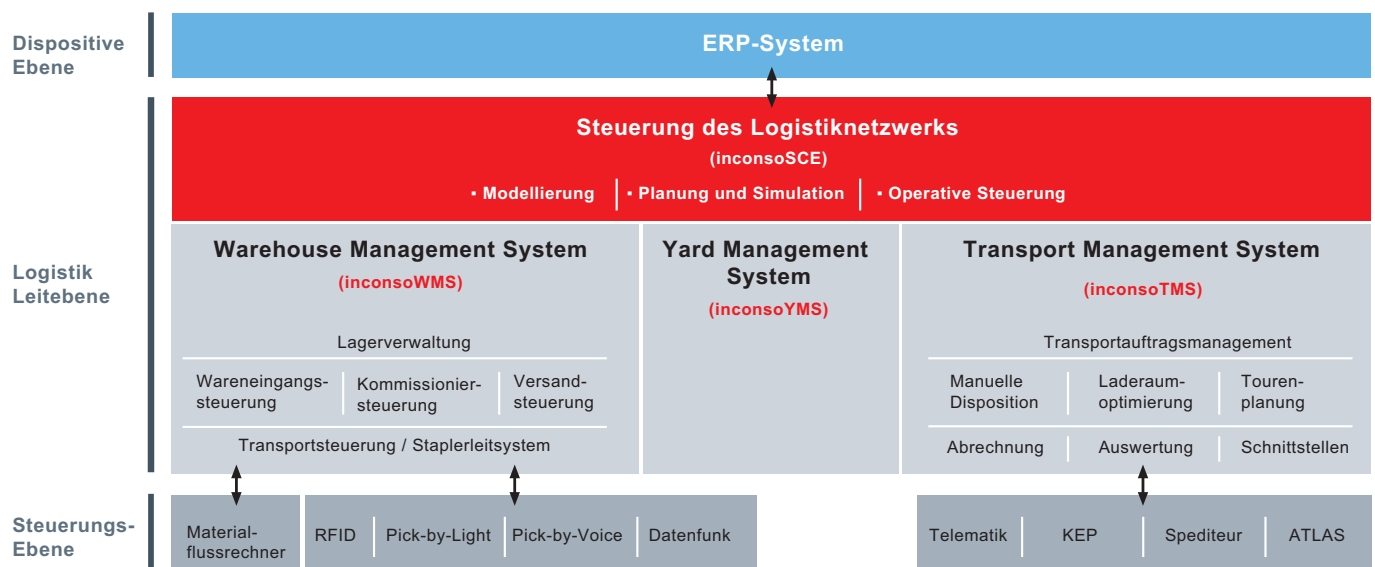 Dispositive
Ebene
ERP-System
Logistik
Leitebene
Steuerung des Logistiknetzwerks
(inconsoSCE)
▪ Modellierung
▪ Planung und Simulation
▪ Operative Steuerung
Warehouse Management System
(inconsoWMS)
Lagerverwaltung
Wareneingangs-
steuerung
Kommissionier-
steuerung
Versand-
steuerung
Transportsteuerung / Staplerleitsystem
Yard Management
System
(inconsoYMS)
Transport Management System
(inconsoTMS)
Transportauftragsmanagement
Manuelle
Disposition
Laderaum-
optimierung
Touren-
planung
Abrechnung
Auswertung
Schnittstellen
Steuerungs-
Ebene
Material-
flussrechner
RFID
Pick-by-Light
Pick-by-Voice
Datenfunk
Telematik
KEP
Spediteur
ATLAS